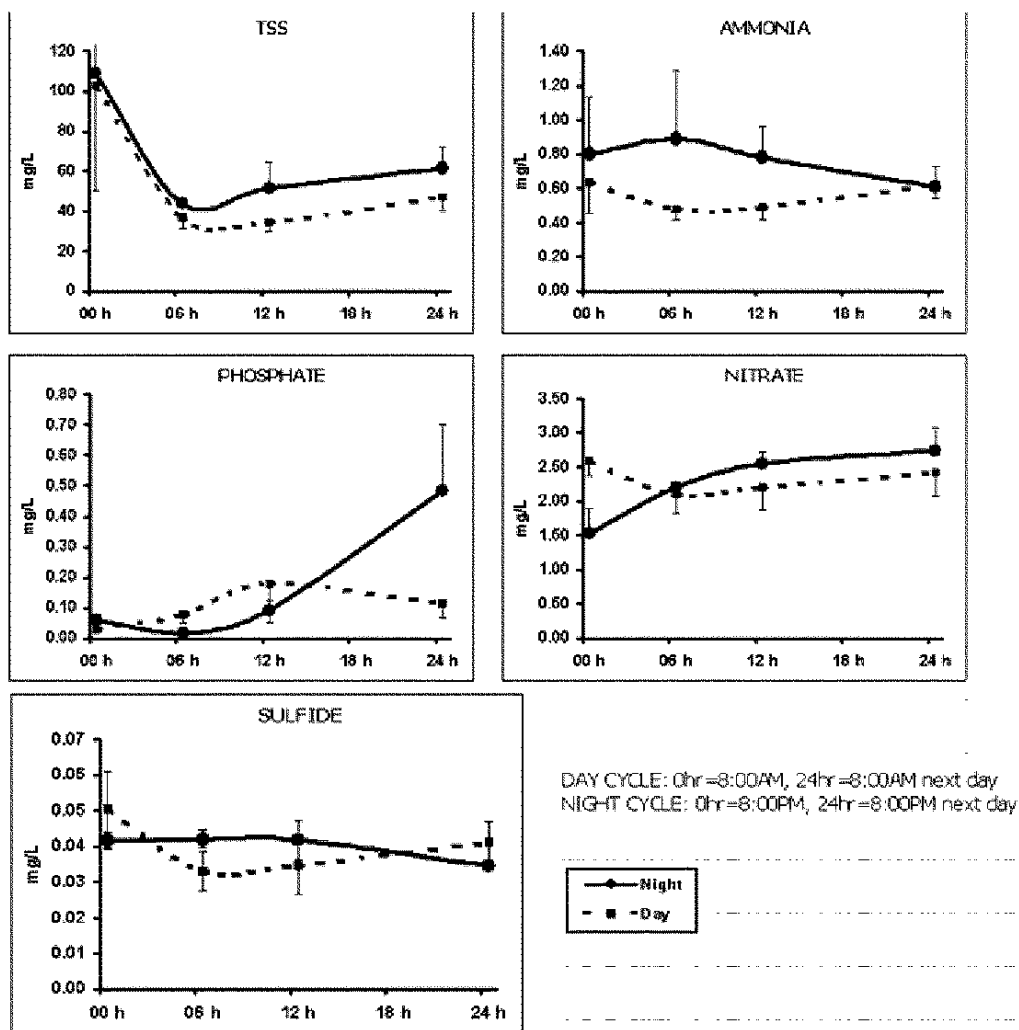 TSS
120
100
80
60
40
20
0
mg/L
00 h 06 h 12 h 18 h 24 h
AMMONIA
1.40
1.20
1.00
0.80
0.60
0.40
0.20
0.00
mg/L
00 h 06 h 12 h 18 h 24 h
PHOSPHATE
0.80
0.70
0.60
0.50
0.40
0.30
0.20
0.10
0.00
mg/L
00 h 06 h 12 h 18 h 24 h
NITRATE
3.50
3.00
2.50
2.00
1.50
1.00
0.50
0.00
mg/L
00 h 06 h 12 h 18 h 24 h
SULFIDE
0.07
0.06
0.05
0.04
0.03
0.02
0.01
0.00
mg/L
00 h 06 h 12 h 18 h 24 h
DAY CYCLE: 0hr=8:00AM, 24hr=8:00AM next day
NIGHT CYCLE: 0hr=8:00PM, 24hr=8:00PM next day
Night
Day